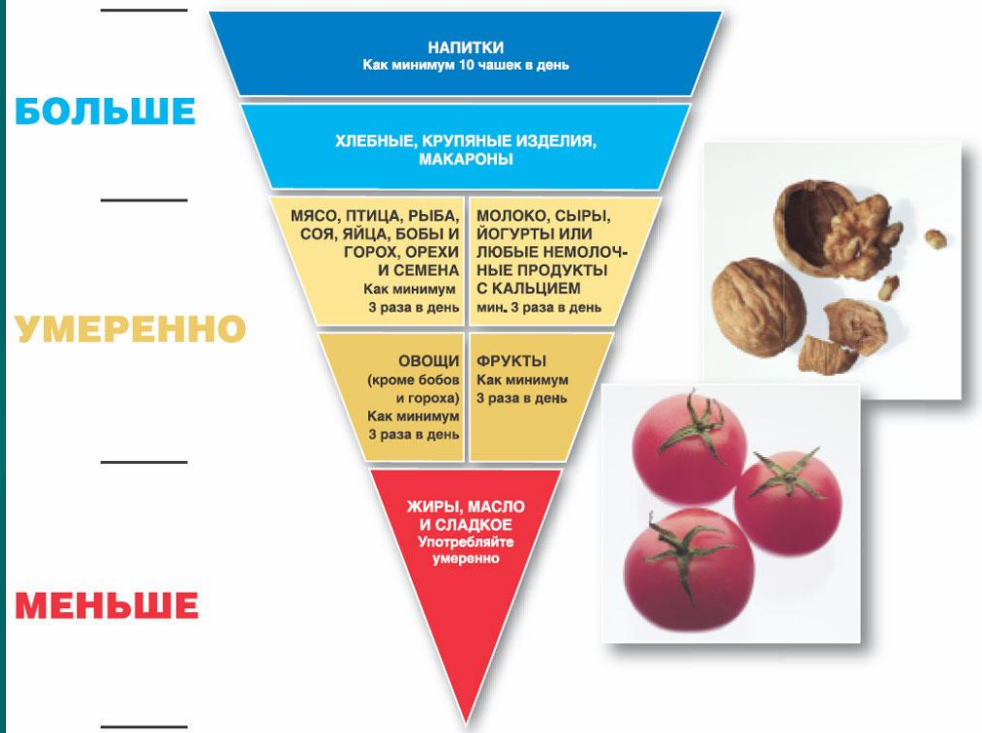 НАПИТКИ
Как минимум 10 чашек в день
БОЛЬШЕ
ХЛЕБНЫЕ, КРУПЯНЫЕ ИЗДЕЛИЯ,
МАКАРОНЫ
МЯСО, ПТИЦА, РЫБА,
СОЯ, ЯЙЦА, БОБЫ И
ГОРОХ, ОРЕХИ
И СЕМЕНА
Как минимум
3 раза в день
МОЛОКО, СЫРЫ,
ЙОГУРТЫ ИЛИ
ЛЮБЫЕ НЕМОЛОЧ-
НЫЕ ПРОДУКТЫ
С КАЛЬЦИЕМ
мин. 3 раза в день
УМЕРЕННО
ОВОЩИ
(кроме бобов
и гороха)
Как минимум
3 раза в день
ФРУКТЫ
Как минимум
3 раза в день
ЖИРЫ, МАСЛО
И СЛАДКОЕ
Употребляйте
умеренно
МЕНЬШЕ